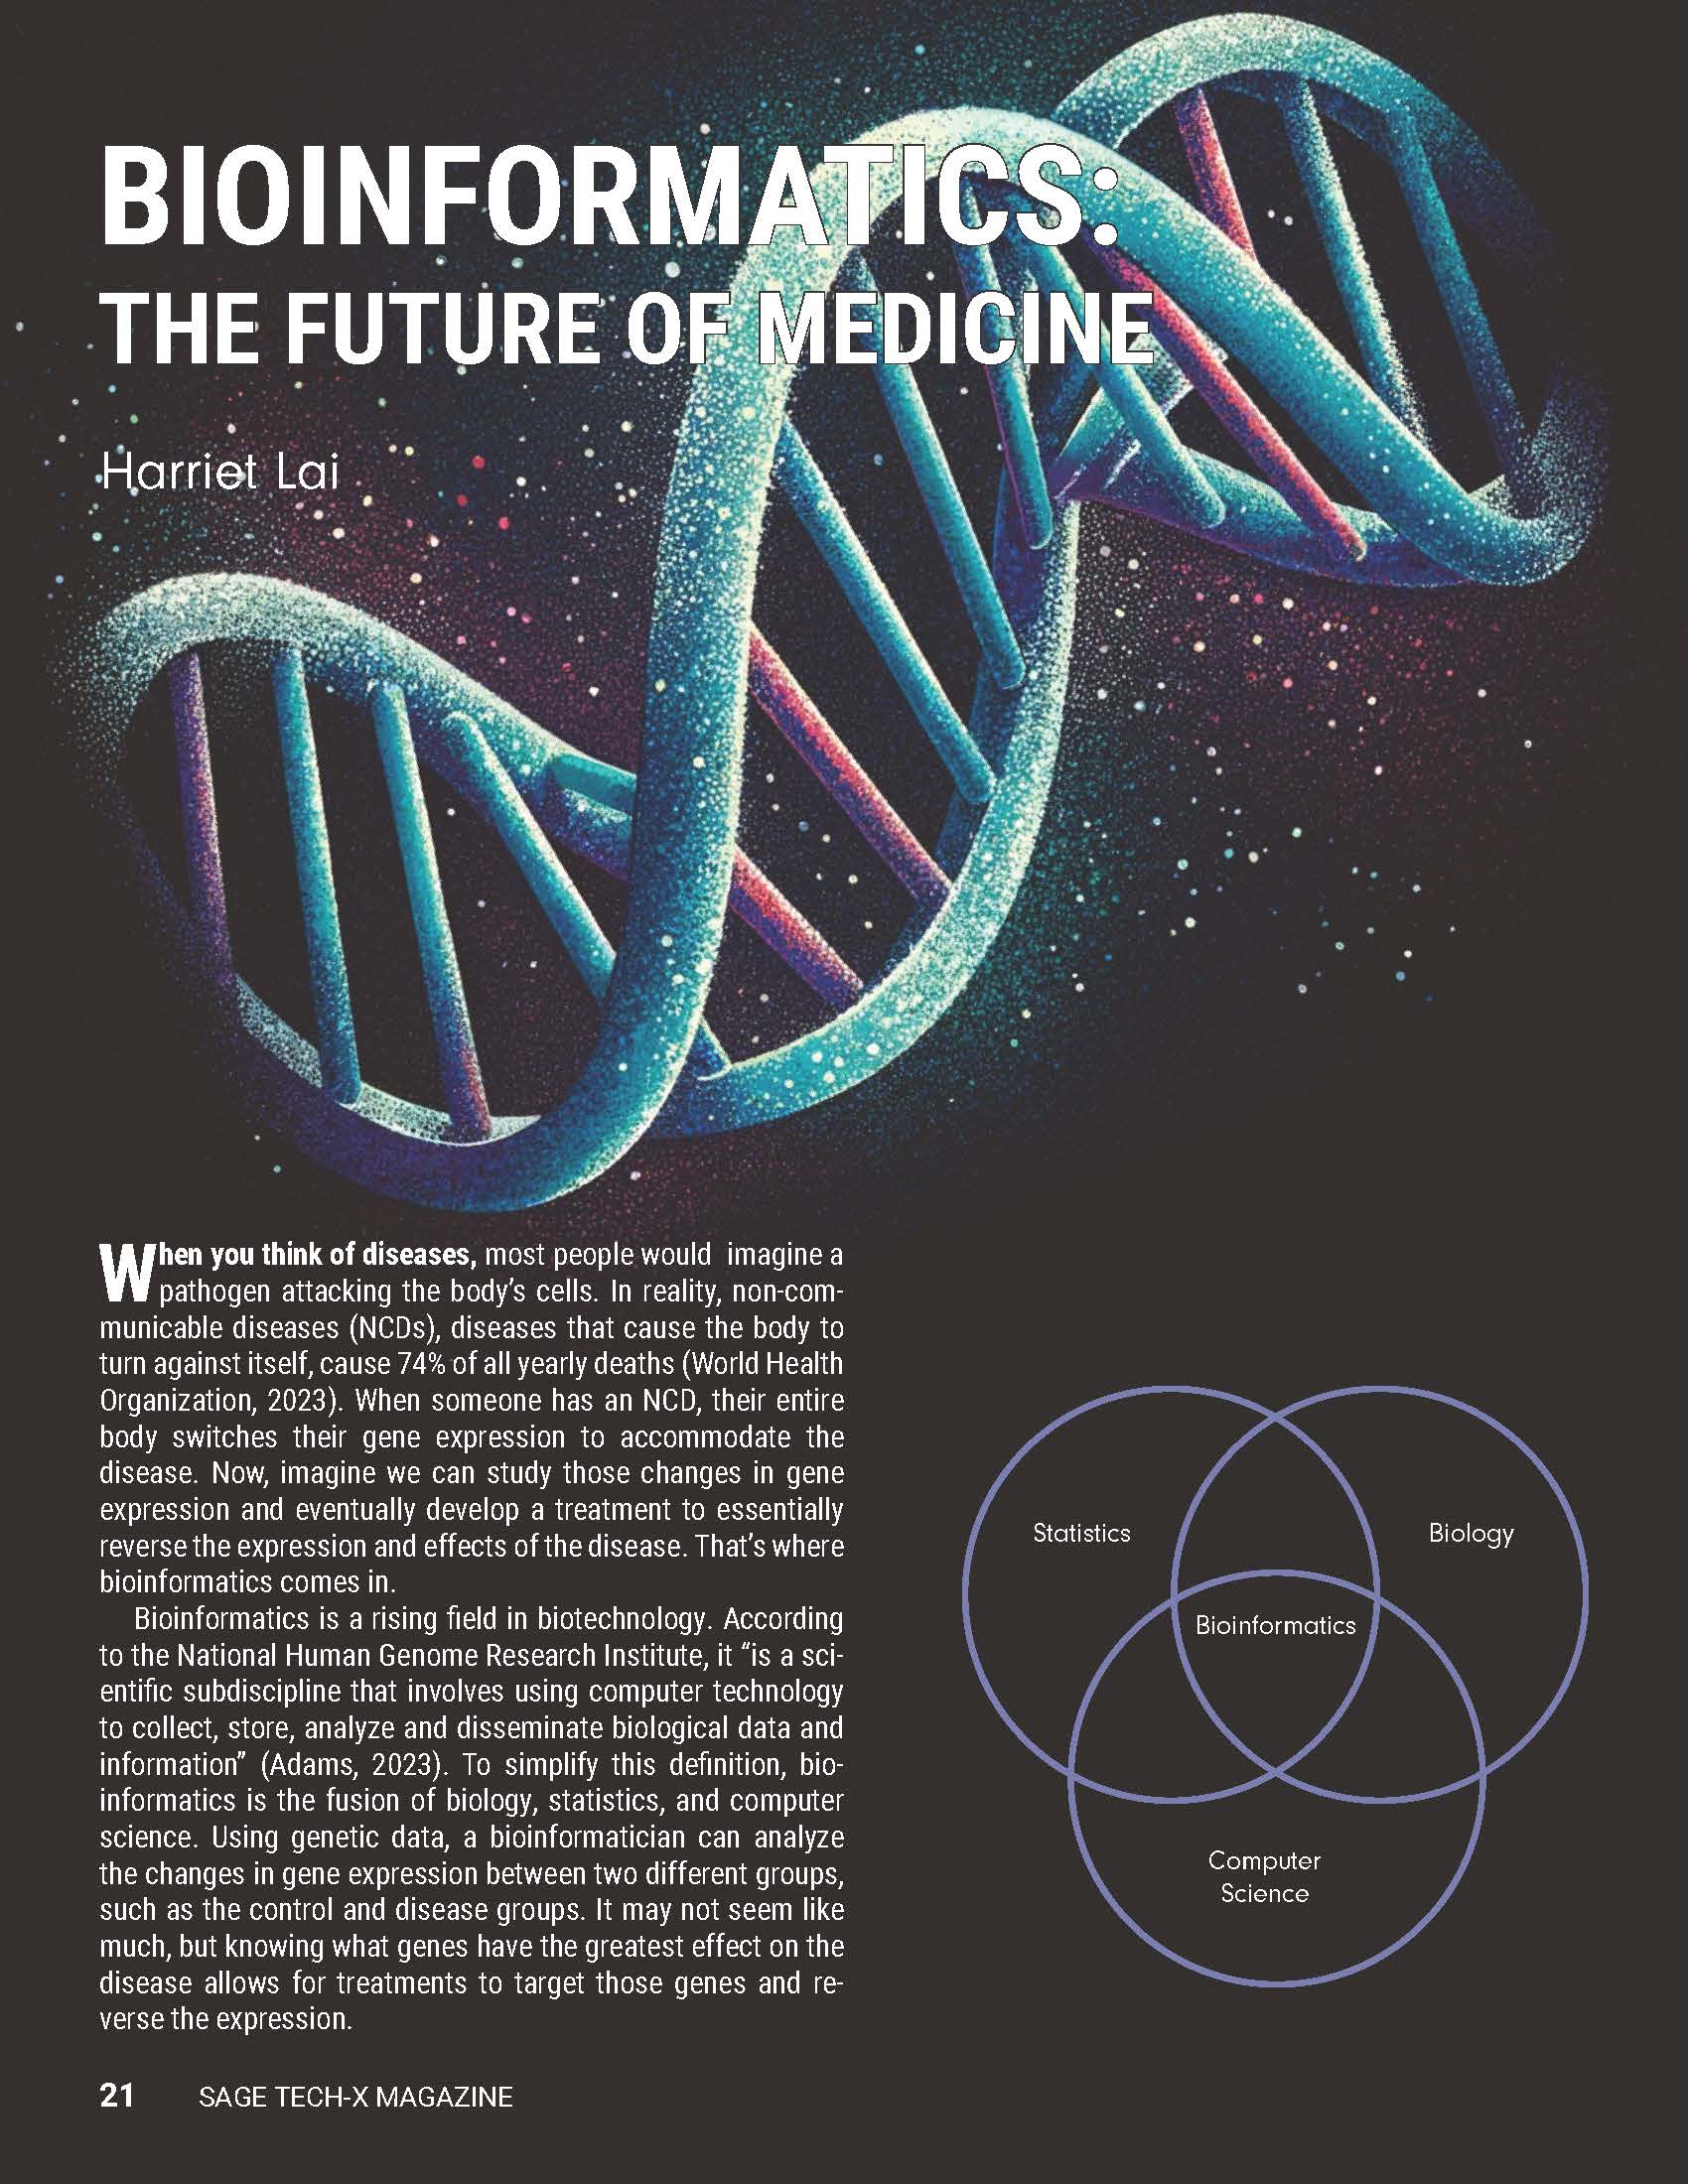 BIOINFORMATICS:
THE FUTURE OF MEDICINE
Harriet Lai
When you think of diseases, most people would imagine a
pathogen attacking the body's cells. In reality, non-com-
municable diseases (NCDs), diseases that cause the body to
turn against itself, cause 74% of all yearly deaths (World Health
Organization, 2023). When someone has an NCD, their entire
body switches their gene expression to accommodate the
disease. Now, imagine we can study those changes in gene
expression and eventually develop a treatment to essentially
reverse the expression and effects of the disease. That's where
bioinformatics comes in.
Bioinformatics is a rising field in biotechnology. According
to the National Human Genome Research Institute, it “is a sci-
entific subdiscipline that involves using computer technology
to collect, store, analyze and disseminate biological data and
information” (Adams, 2023). To simplify this definition, bio-
informatics is the fusion of biology, statistics, and computer
science. Using genetic data, a bioinformatician can analyze
the changes in gene expression between two different groups,
such as the control and disease groups. It may not seem like
much, but knowing what genes have the greatest effect on the
disease allows for treatments to target those genes and re-
verse the expression.
Statistics
Biology
Bioinformatics
Computer
Science
21 SAGE TECH-X MAGAZINE